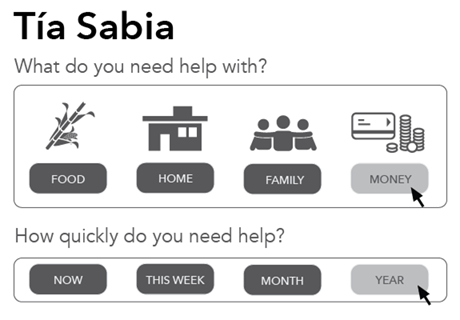 Tía Sabia
What do you need help with?
FOOD HOME FAMILY MONEY
How quickly do you need help?
NOW THIS WEEK MONTH YEAR